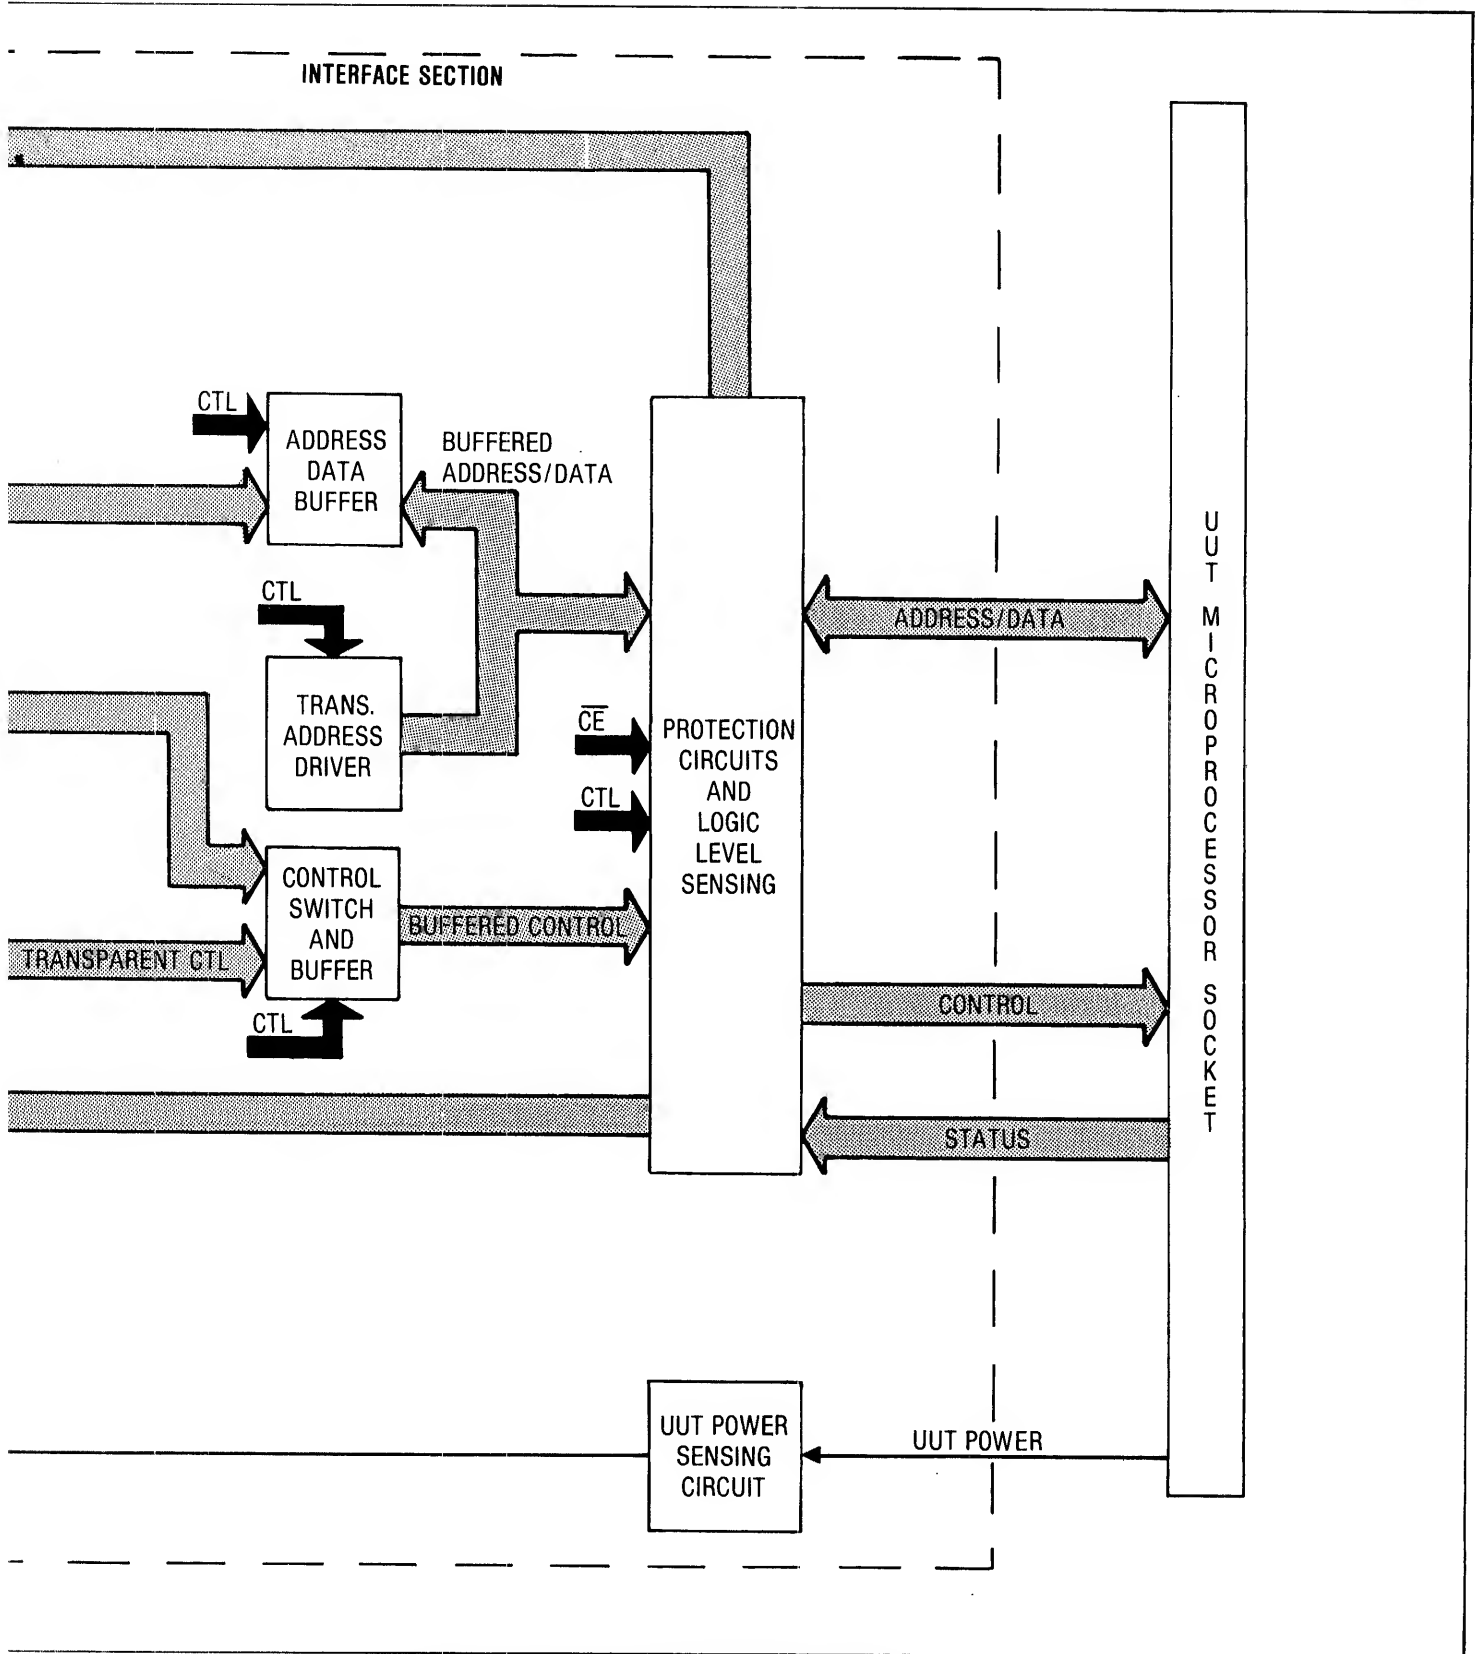 INTERFACE SECTION
CTL
ADDRESS
DATA
BUFFER
BUFFERED
ADDRESS/DATA
CTL
TRANS.
ADDRESS
DRIVER
CE
CTL
PROTECTION
CIRCUITS
AND
LOGIC
LEVEL
SENSING
ADDRESS/DATA
CONTROL
SWITCH
AND
BUFFER
BUFFERED CONTROL
TRANSPARENT CTL
CTL
CONTROL
STATUS
UUT MICROPROCESSOR SOCKET
UUT POWER
SENSING
CIRCUIT
UUT POWER